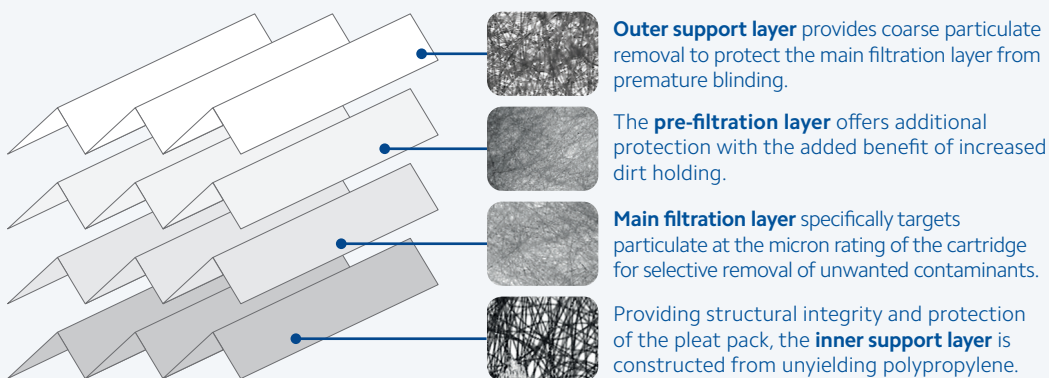 Outer support layer provides coarse particulate
removal to protect the main filtration layer from
premature blinding.
The pre-filtration layer offers additional
protection with the added benefit of increased
dirt holding.
Main filtration layer specifically targets
particulate at the micron rating of the cartridge
for selective removal of unwanted contaminants.
Providing structural integrity and protection
of the pleat pack, the inner support layer is
constructed from unyielding polypropylene.